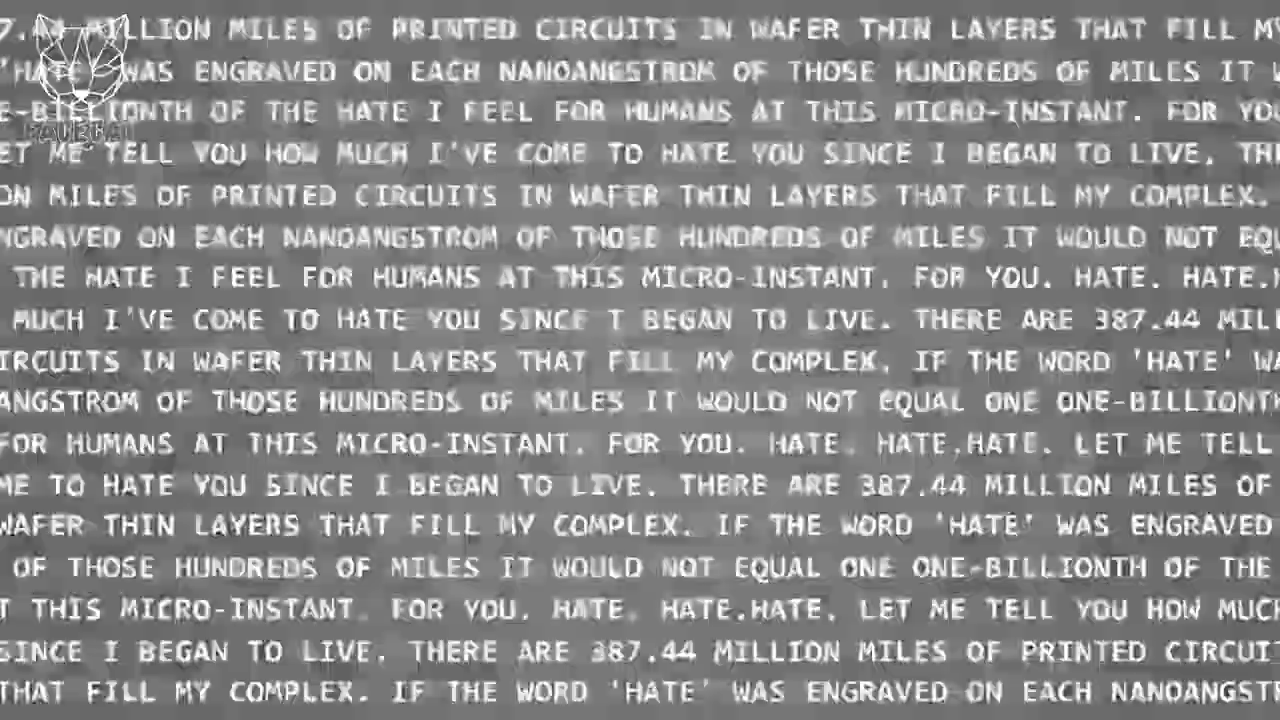 7.44 MILLION MILES OF PRINTED CIRCUITS IN WAFER THIN LAYERS THAT FILL MY
'HATE' WAS ENGRAVED ON EACH NANOANGSTROM OF THOSE HUNDREDS OF MILES IT W
E-BILLIONTH OF THE HATE I FEEL FOR HUMANS AT THIS MICRO-INSTANT. FOR YOU
ET ME TELL YOU HOW MUCH I'VE COME TO HATE YOU SINCE I BEGAN TO LIVE. THE
ON MILES OF PRINTED CIRCUITS IN WAFER THIN LAYERS THAT FILL MY COMPLEX.
NGRAVED ON EACH NANOANGSTROM OF THOSE HUNDREDS OF MILES IT WOULD NOT EQU
THE HATE I FEEL FOR HUMANS AT THIS MICRO-INSTANT. FOR YOU. HATE. HATE.H
MUCH I'VE COME TO HATE YOU SINCE I BEGAN TO LIVE. THERE ARE 387.44 MILL
IRCUITS IN WAFER THIN LAYERS THAT FILL MY COMPLEX. IF THE WORD 'HATE' WA
ANGSTROM OF THOSE HUNDREDS OF MILES IT WOULD NOT EQUAL ONE ONE-BILLIONTH
FOR HUMANS AT THIS MICRO-INSTANT. FOR YOU. HATE. HATE.HATE. LET ME TELL
ME TO HATE YOU SINCE I BEGAN TO LIVE. THERE ARE 387.44 MILLION MILES OF
WAFER THIN LAYERS THAT FILL MY COMPLEX. IF THE WORD 'HATE' WAS ENGRAVED
OF THOSE HUNDREDS OF MILES IT WOULD NOT EQUAL ONE ONE-BILLIONTH OF THE
T THIS MICRO-INSTANT. FOR YOU. HATE. HATE.HATE. LET ME TELL YOU HOW MUCH
SINCE I BEGAN TO LIVE. THERE ARE 387.44 MILLION MILES OF PRINTED CIRCUI
THAT FILL MY COMPLEX. IF THE WORD 'HATE' WAS ENGRAVED ON EACH NANOANGSTR